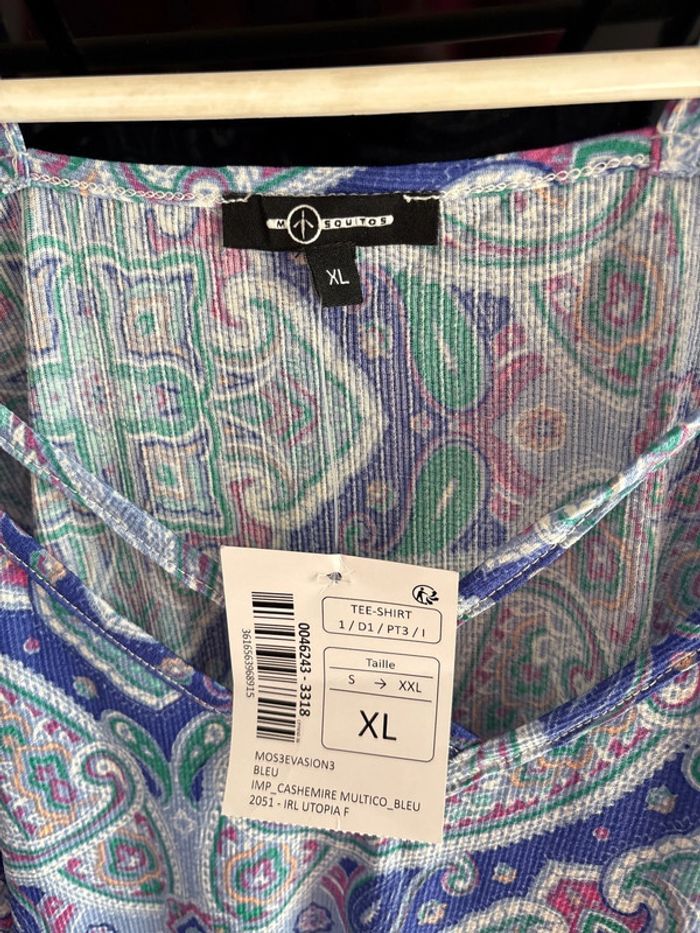 MOSQUITOS
XL
TEE-SHIRT
1 / D1 / PT3 / I
0046243 - 3318
3616563968915
Taille
S → XXL
XL
MOS3EVASION3
BLEU
IMP_CASHEMIRE MULTICO_BLEU
2051 - IRL UTOPIA F